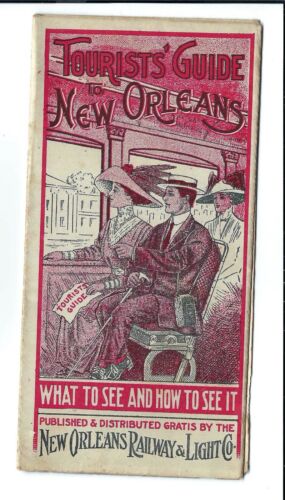 TOURISTS' GUIDE
TO
NEW ORLEANS
TOURISTS
GUIDE
WHAT TO SEE AND HOW TO SEE IT
PUBLISHED & DISTRIBUTED GRATIS BY THE
NEW ORLEANS RAILWAY & LIGHT CO.